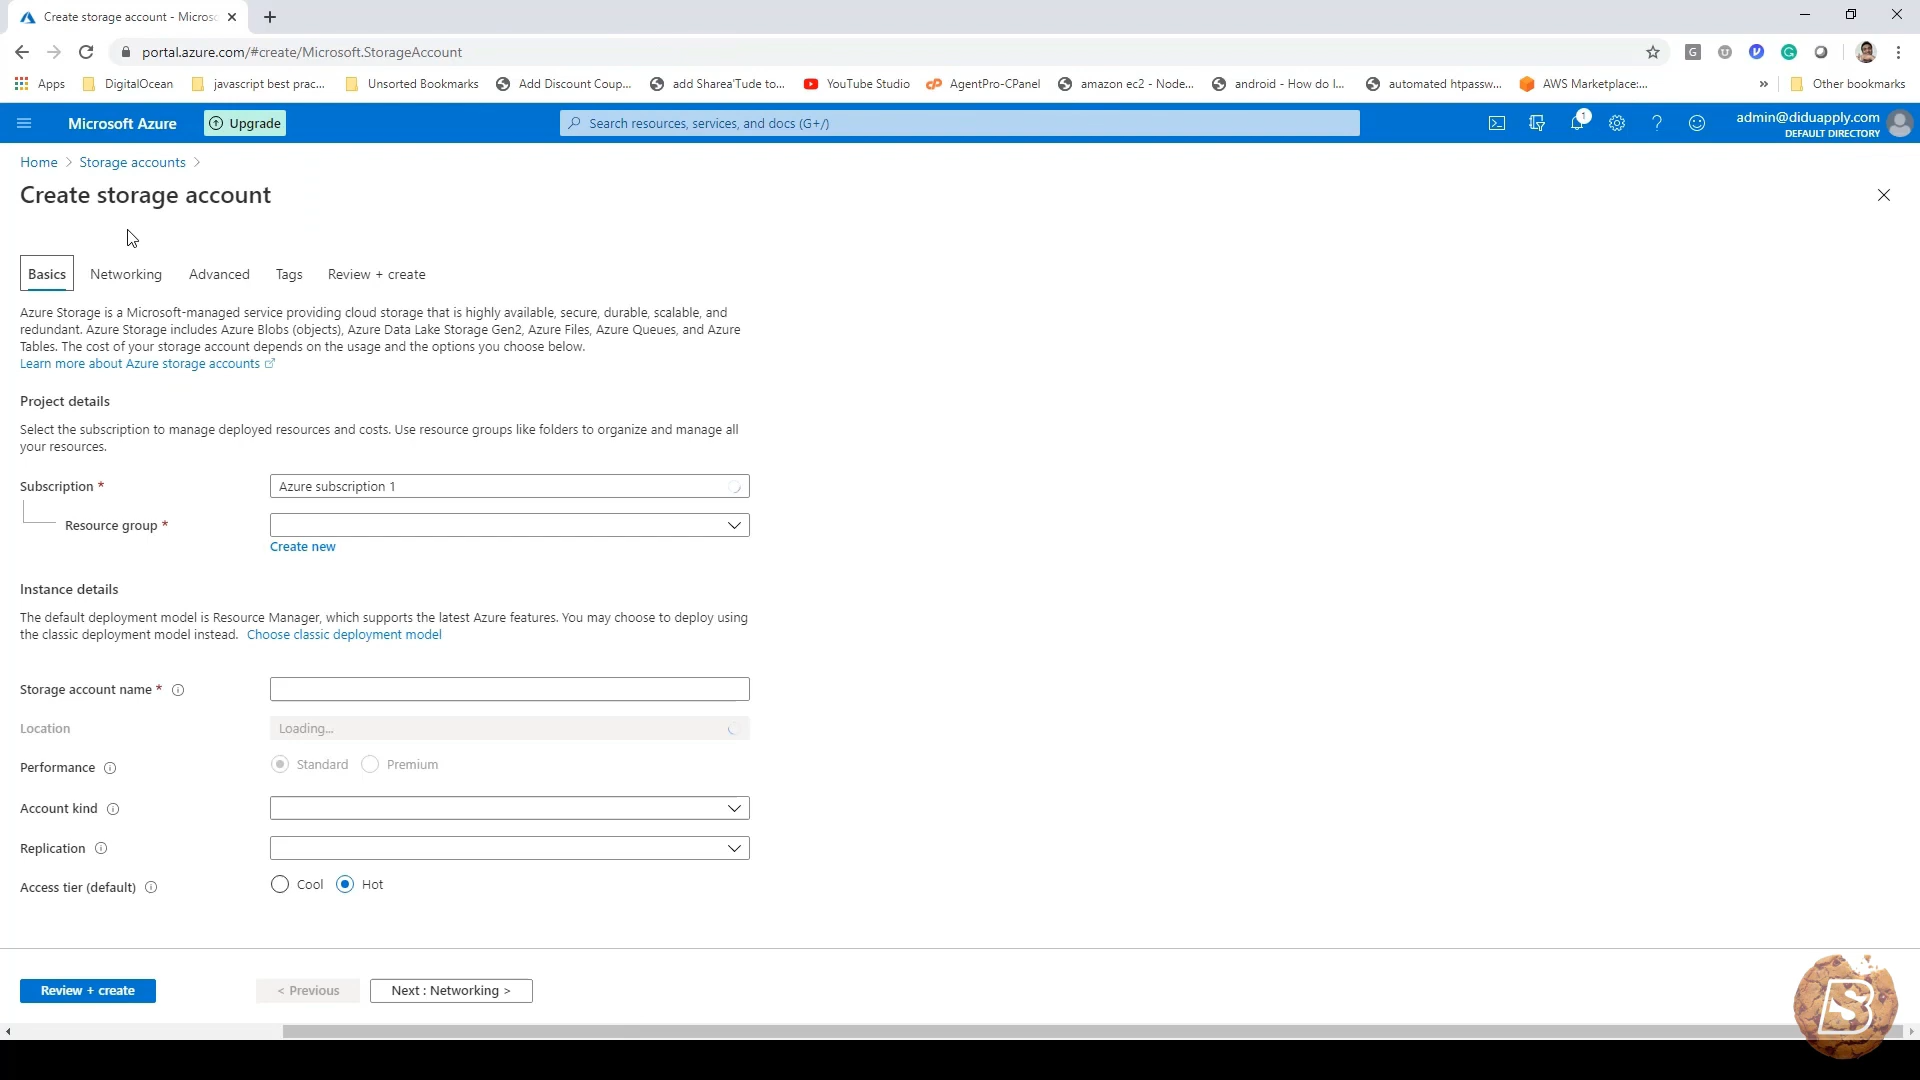 Create storage account - Micros
portal.azure.com/#create/Microsoft.StorageAccount
Apps
DigitalOcean
javascript best prac...
Unsorted Bookmarks
Add Discount Coup...
add Sharea'Tude to...
YouTube Studio
AgentPro-CPanel
amazon ec2 - Node...
android - How do I...
automated htpassw...
AWS Marketplace:...
»
Other bookmarks
Microsoft Azure
Upgrade
Search resources, services, and docs (G+/)
1
admin@diduapply.com
DEFAULT DIRECTORY
Home > Storage accounts >
Create storage account
Basics
Networking
Advanced
Tags
Review + create
Azure Storage is a Microsoft-managed service providing cloud storage that is highly available, secure, durable, scalable, and
redundant. Azure Storage includes Azure Blobs (objects), Azure Data Lake Storage Gen2, Azure Files, Azure Queues, and Azure
Tables. The cost of your storage account depends on the usage and the options you choose below.
Learn more about Azure storage accounts
Project details
Select the subscription to manage deployed resources and costs. Use resource groups like folders to organize and manage all
your resources.
Subscription *
Azure subscription 1
Resource group *
Create new
Instance details
The default deployment model is Resource Manager, which supports the latest Azure features. You may choose to deploy using
the classic deployment model instead. Choose classic deployment model
Storage account name *
Location
Loading...
Performance
Standard
Premium
Account kind
Replication
Access tier (default)
Cool
Hot
Review + create
< Previous
Next : Networking >